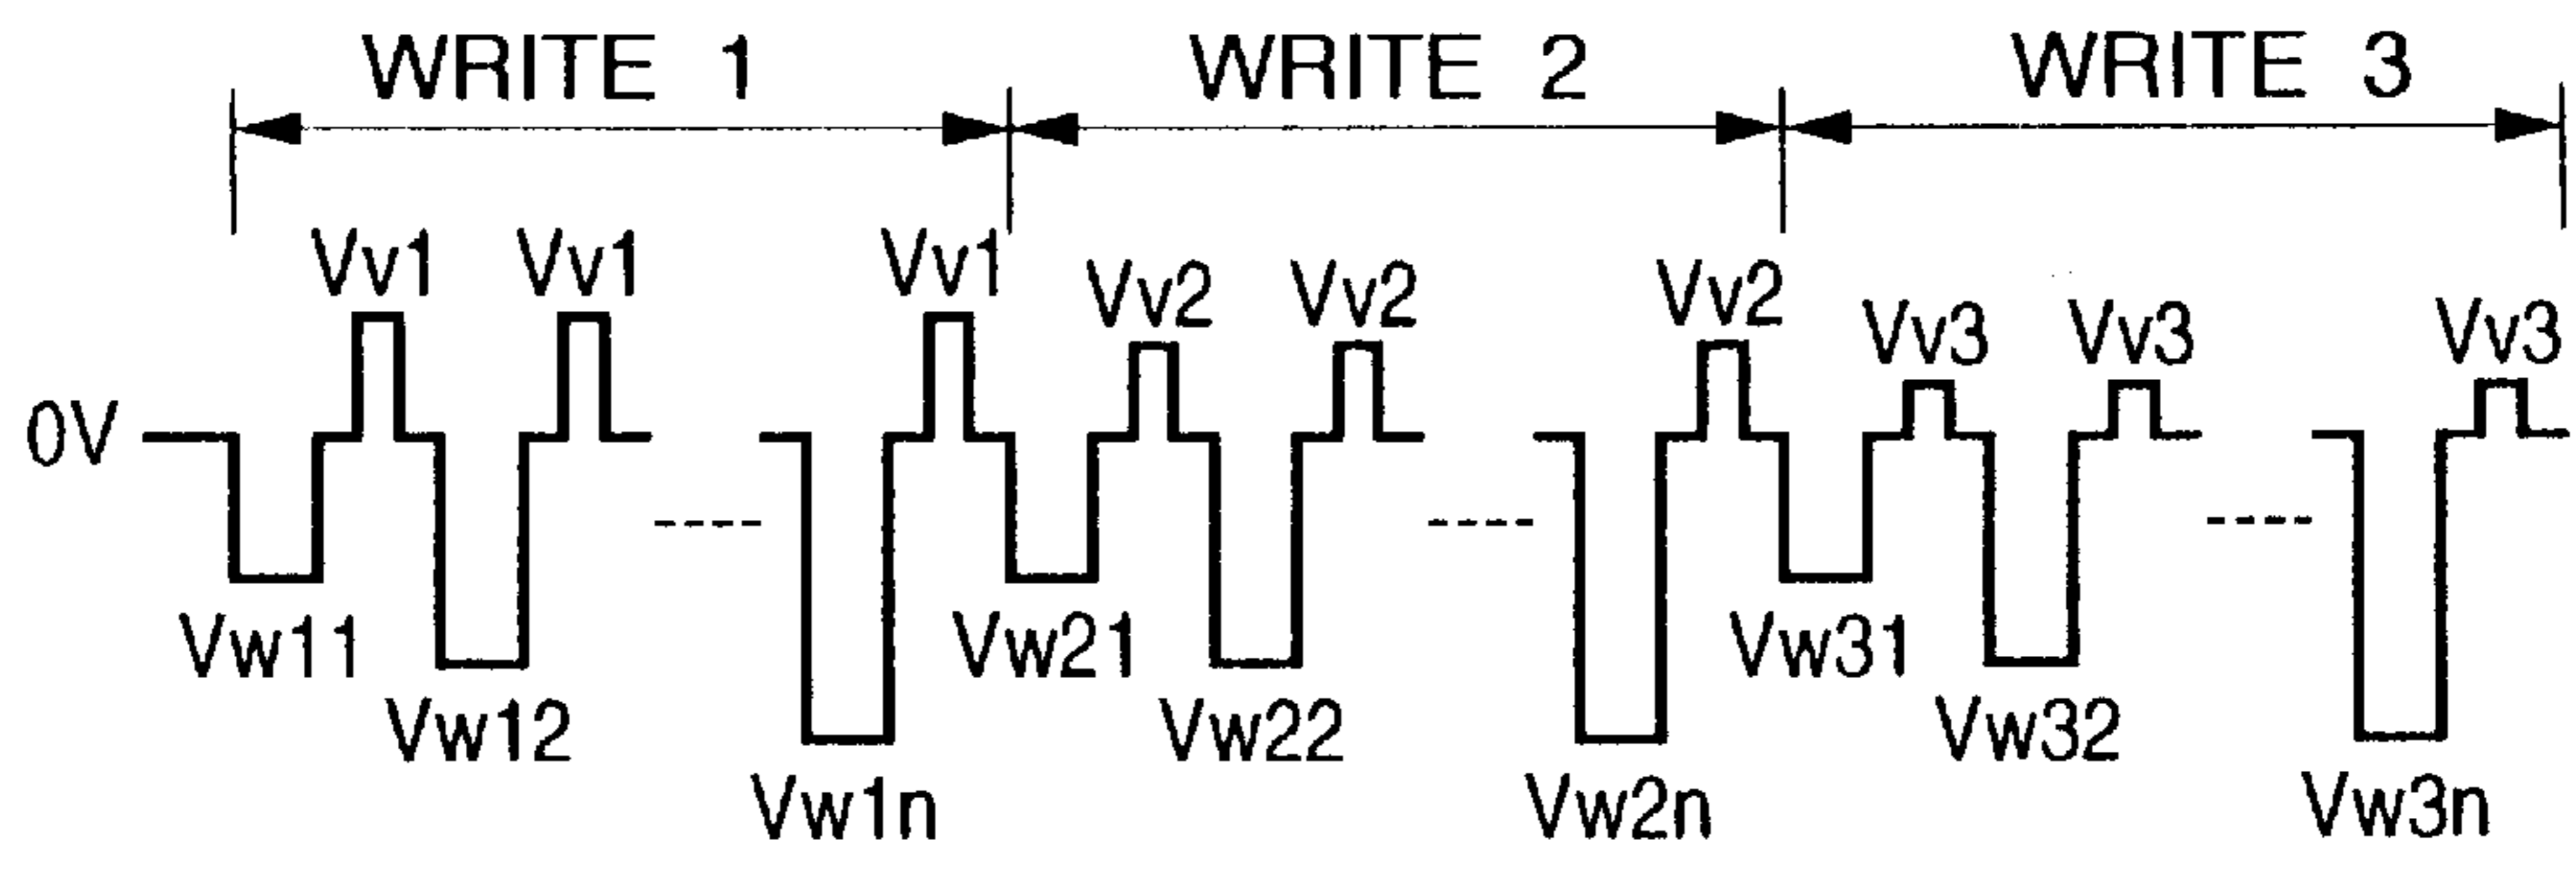 WRITE 1 WRITE 2 WRITE 3
Vv1 Vv1 Vv1 Vv2 Vv2 Vv2 Vv3 Vv3 Vv3
0V
Vw11 Vw21 Vw31
Vw12 Vw22 Vw32
Vw1n Vw2n Vw3n